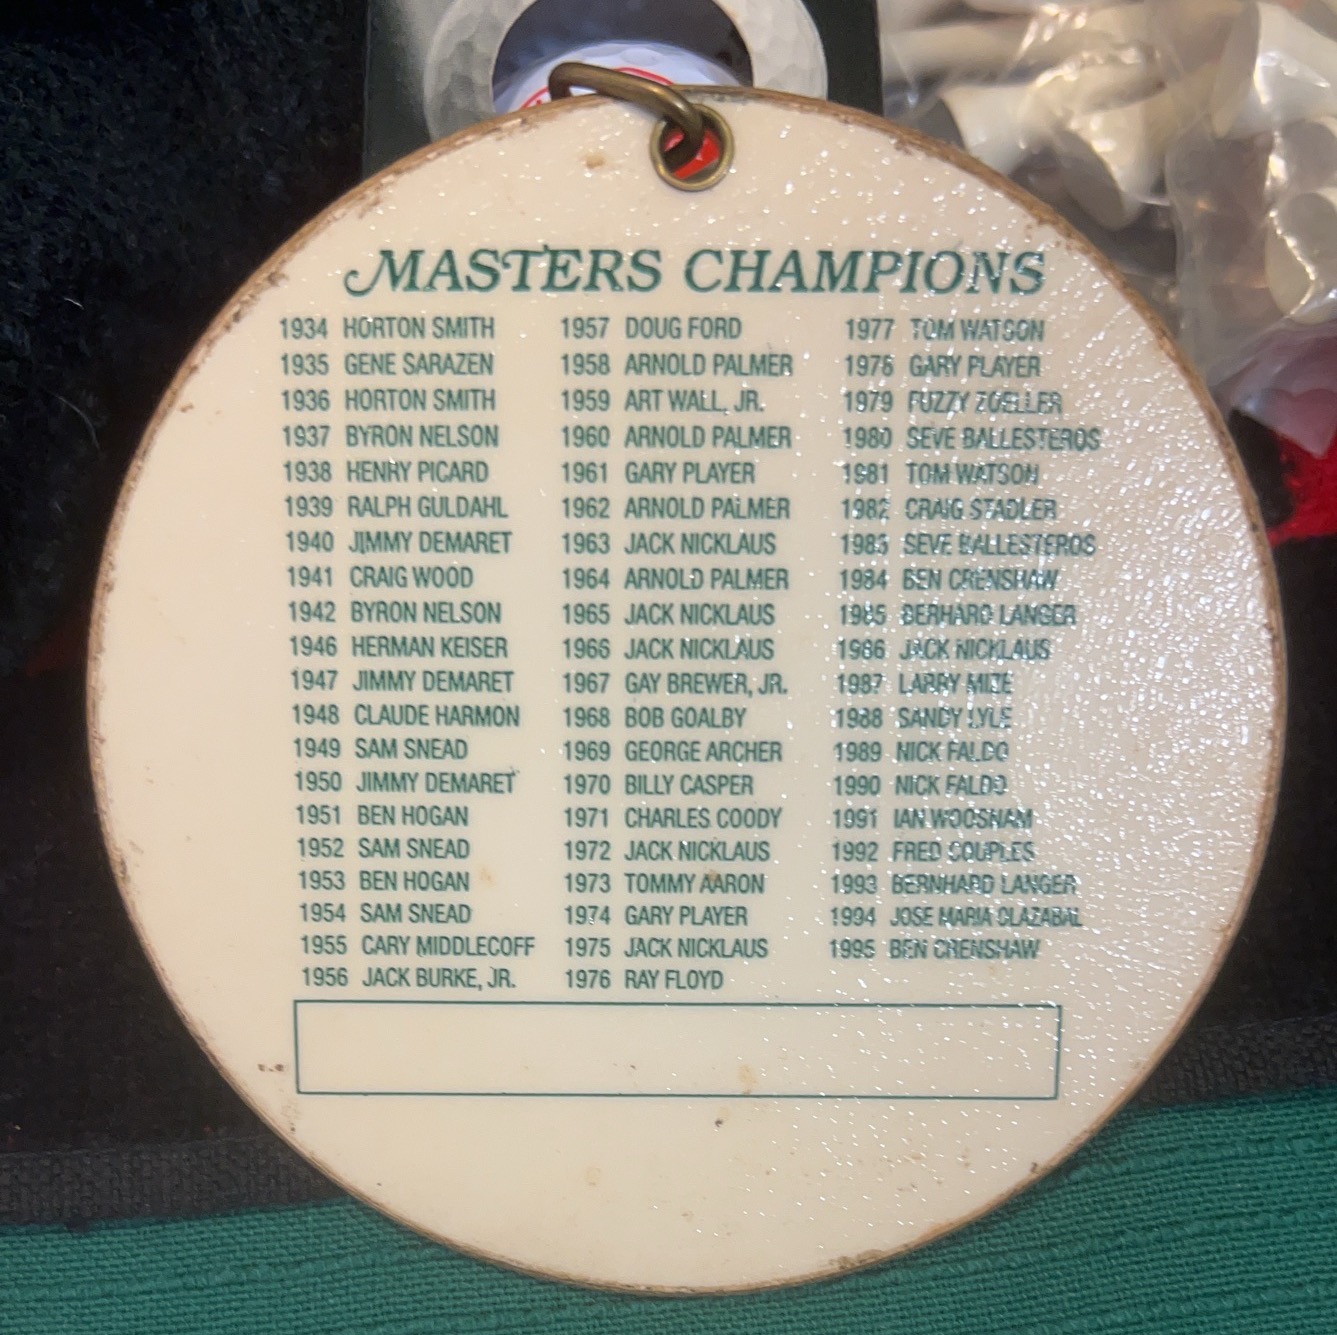 MASTERS CHAMPIONS
1934 HORTON SMITH
1935 GENE SARAZEN
1936 HORTON SMITH
1937 BYRON NELSON
1938 HENRY PICARD
1939 RALPH GULDAHL
1940 JIMMY DEMARET
1941 CRAIG WOOD
1942 BYRON NELSON
1946 HERMAN KEISER
1947 JIMMY DEMARET
1948 CLAUDE HARMON
1949 SAM SNEAD
1950 JIMMY DEMARET
1951 BEN HOGAN
1952 SAM SNEAD
1953 BEN HOGAN
1954 SAM SNEAD
1955 CARY MIDDLECOFF
1956 JACK BURKE, JR.
1957 DOUG FORD
1958 ARNOLD PALMER
1959 ART WALL, JR.
1960 ARNOLD PALMER
1961 GARY PLAYER
1962 ARNOLD PALMER
1963 JACK NICKLAUS
1964 ARNOLD PALMER
1965 JACK NICKLAUS
1966 JACK NICKLAUS
1967 GAY BREWER, JR.
1968 BOB GOALBY
1969 GEORGE ARCHER
1970 BILLY CASPER
1971 CHARLES COODY
1972 JACK NICKLAUS
1973 TOMMY AARON
1974 GARY PLAYER
1975 JACK NICKLAUS
1976 RAY FLOYD
1977 TOM WATSON
1978 GARY PLAYER
1979 FUZZY ZOELLER
1980 SEVE BALLESTEROS
1981 TOM WATSON
1982 CRAIG STADLER
1983 SEVE BALLESTEROS
1984 BEN CRENSHAW
1985 BERHARD LANGER
1986 JACK NICKLAUS
1987 LARRY MIZE
1988 SANDY LYLE
1989 NICK FALDO
1990 NICK FALDO
1991 IAN WOOSNAM
1992 FRED COUPLES
1993 BERNHARD LANGER
1994 JOSE MARIA OLAZABAL
1995 BEN CRENSHAW